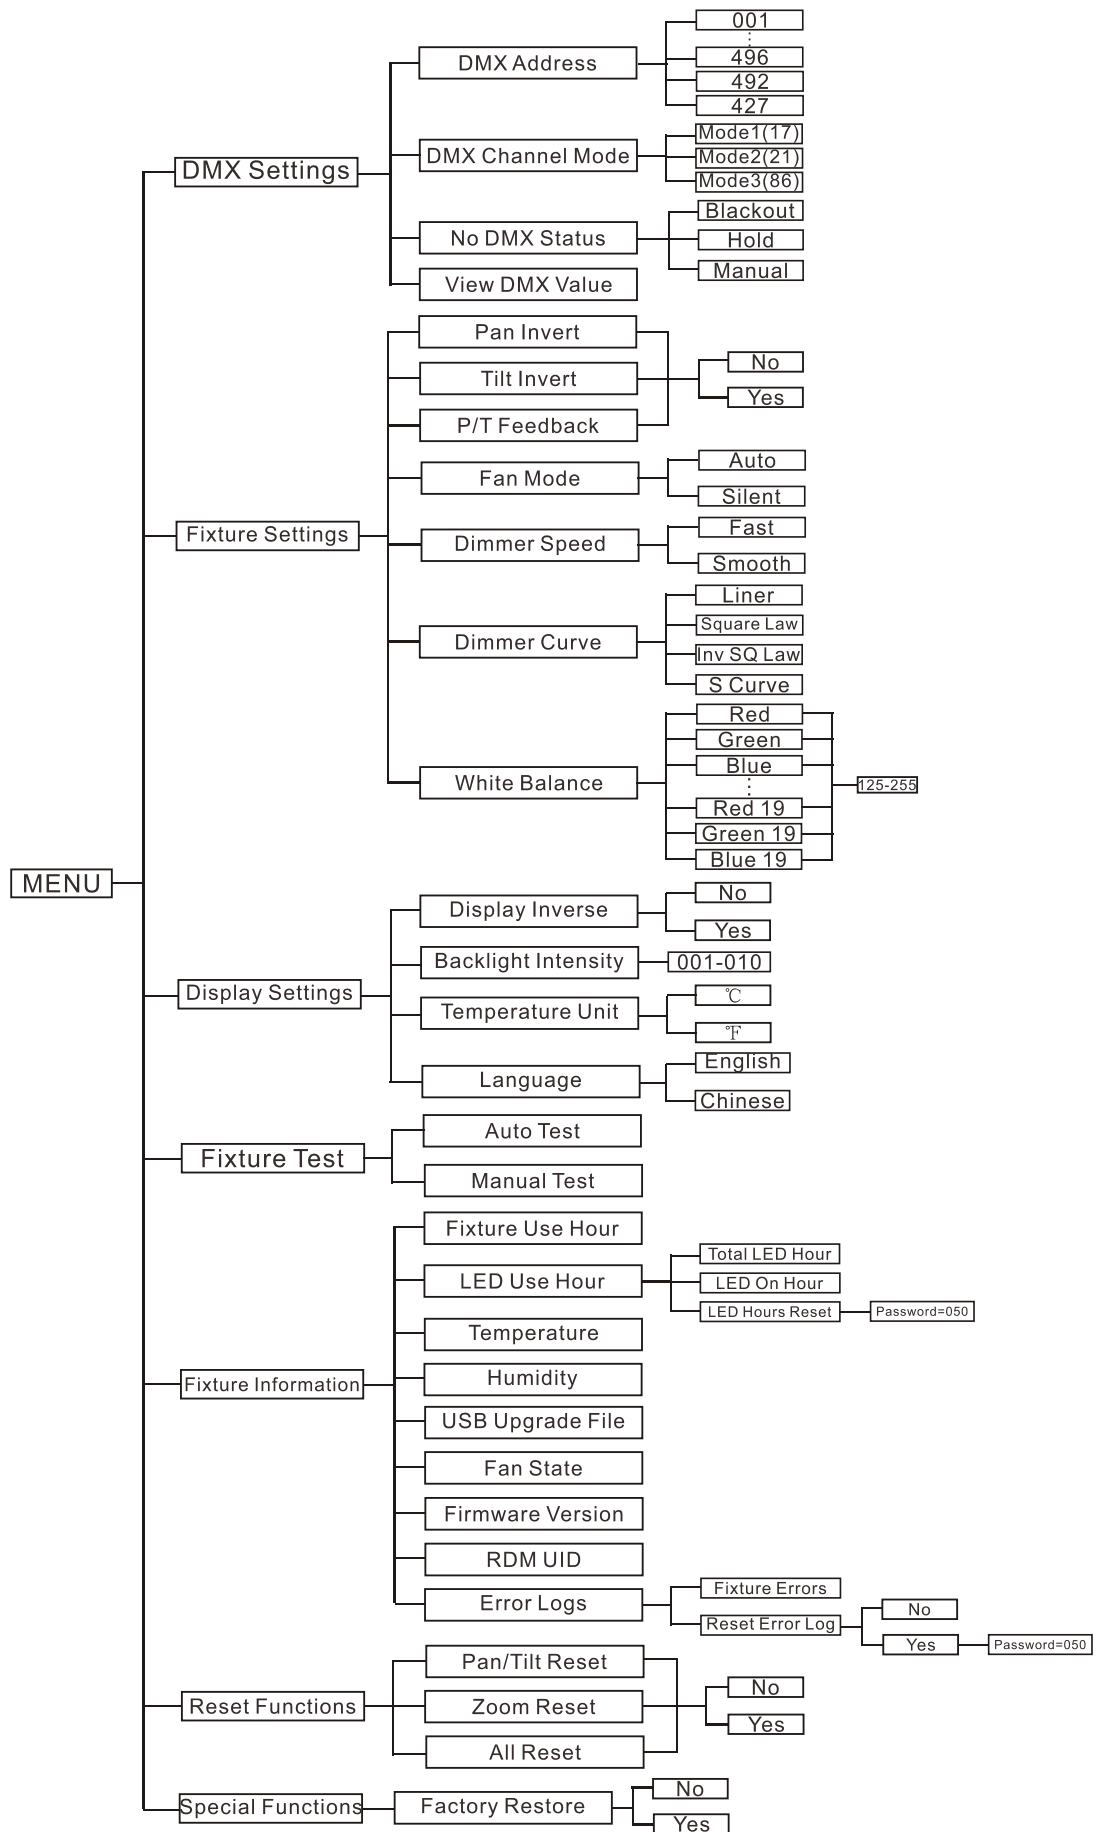 MENU
DMX Settings
DMX Address
001
496
492
427
DMX Channel Mode
Mode1(17)
Mode2(21)
Mode3(86)
No DMX Status
Blackout
Hold
Manual
View DMX Value
Fixture Settings
Pan Invert
Tilt Invert
P/T Feedback
No
Yes
Fan Mode
Auto
Silent
Dimmer Speed
Fast
Smooth
Dimmer Curve
Liner
Square Law
Inv SQ Law
S Curve
White Balance
Red
Green
Blue
Red 19
Green 19
Blue 19
125-255
Display Settings
Display Inverse
No
Yes
Backlight Intensity
001-010
Temperature Unit
℃
℉
Language
English
Chinese
Fixture Test
Auto Test
Manual Test
Fixture Information
Fixture Use Hour
LED Use Hour
Total LED Hour
LED On Hour
LED Hours Reset
Password=050
Temperature
Humidity
USB Upgrade File
Fan State
Firmware Version
RDM UID
Error Logs
Fixture Errors
Reset Error Log
No
Yes
Password=050
Reset Functions
Pan/Tilt Reset
Zoom Reset
All Reset
No
Yes
Special Functions
Factory Restore
No
Yes